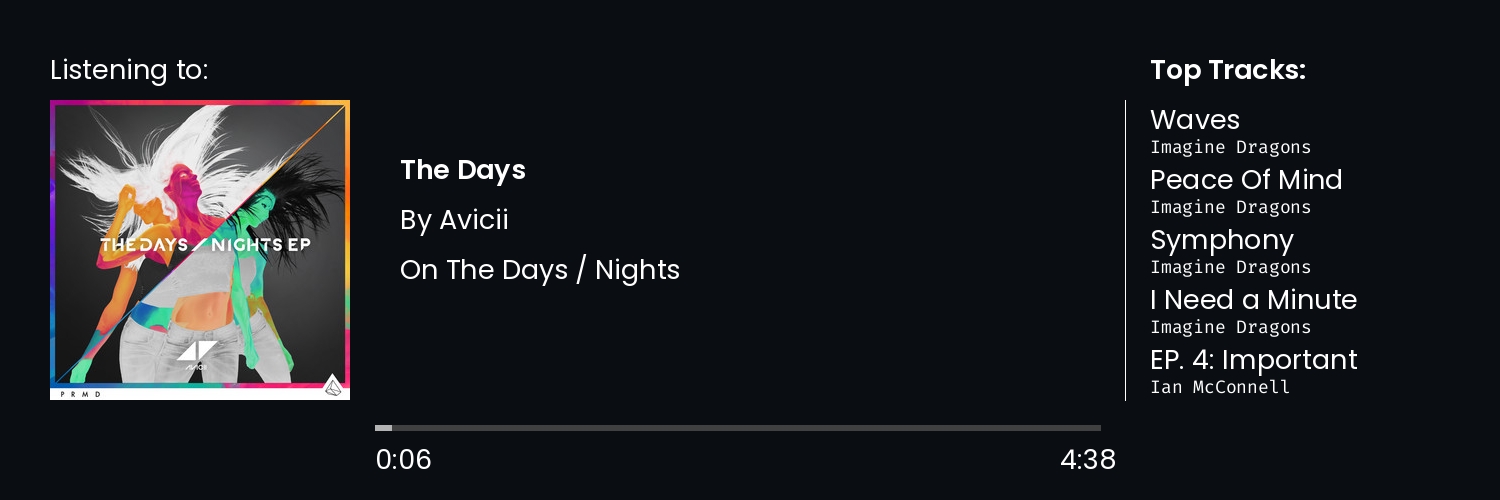 Listening to:
THE DAYS / NIGHTS EP
AVICII
PRMD
The Days
By Avicii
On The Days / Nights
0:06
4:38
Top Tracks:
Waves
Imagine Dragons
Peace Of Mind
Imagine Dragons
Symphony
Imagine Dragons
I Need a Minute
Imagine Dragons
EP. 4: Important
Ian McConnell